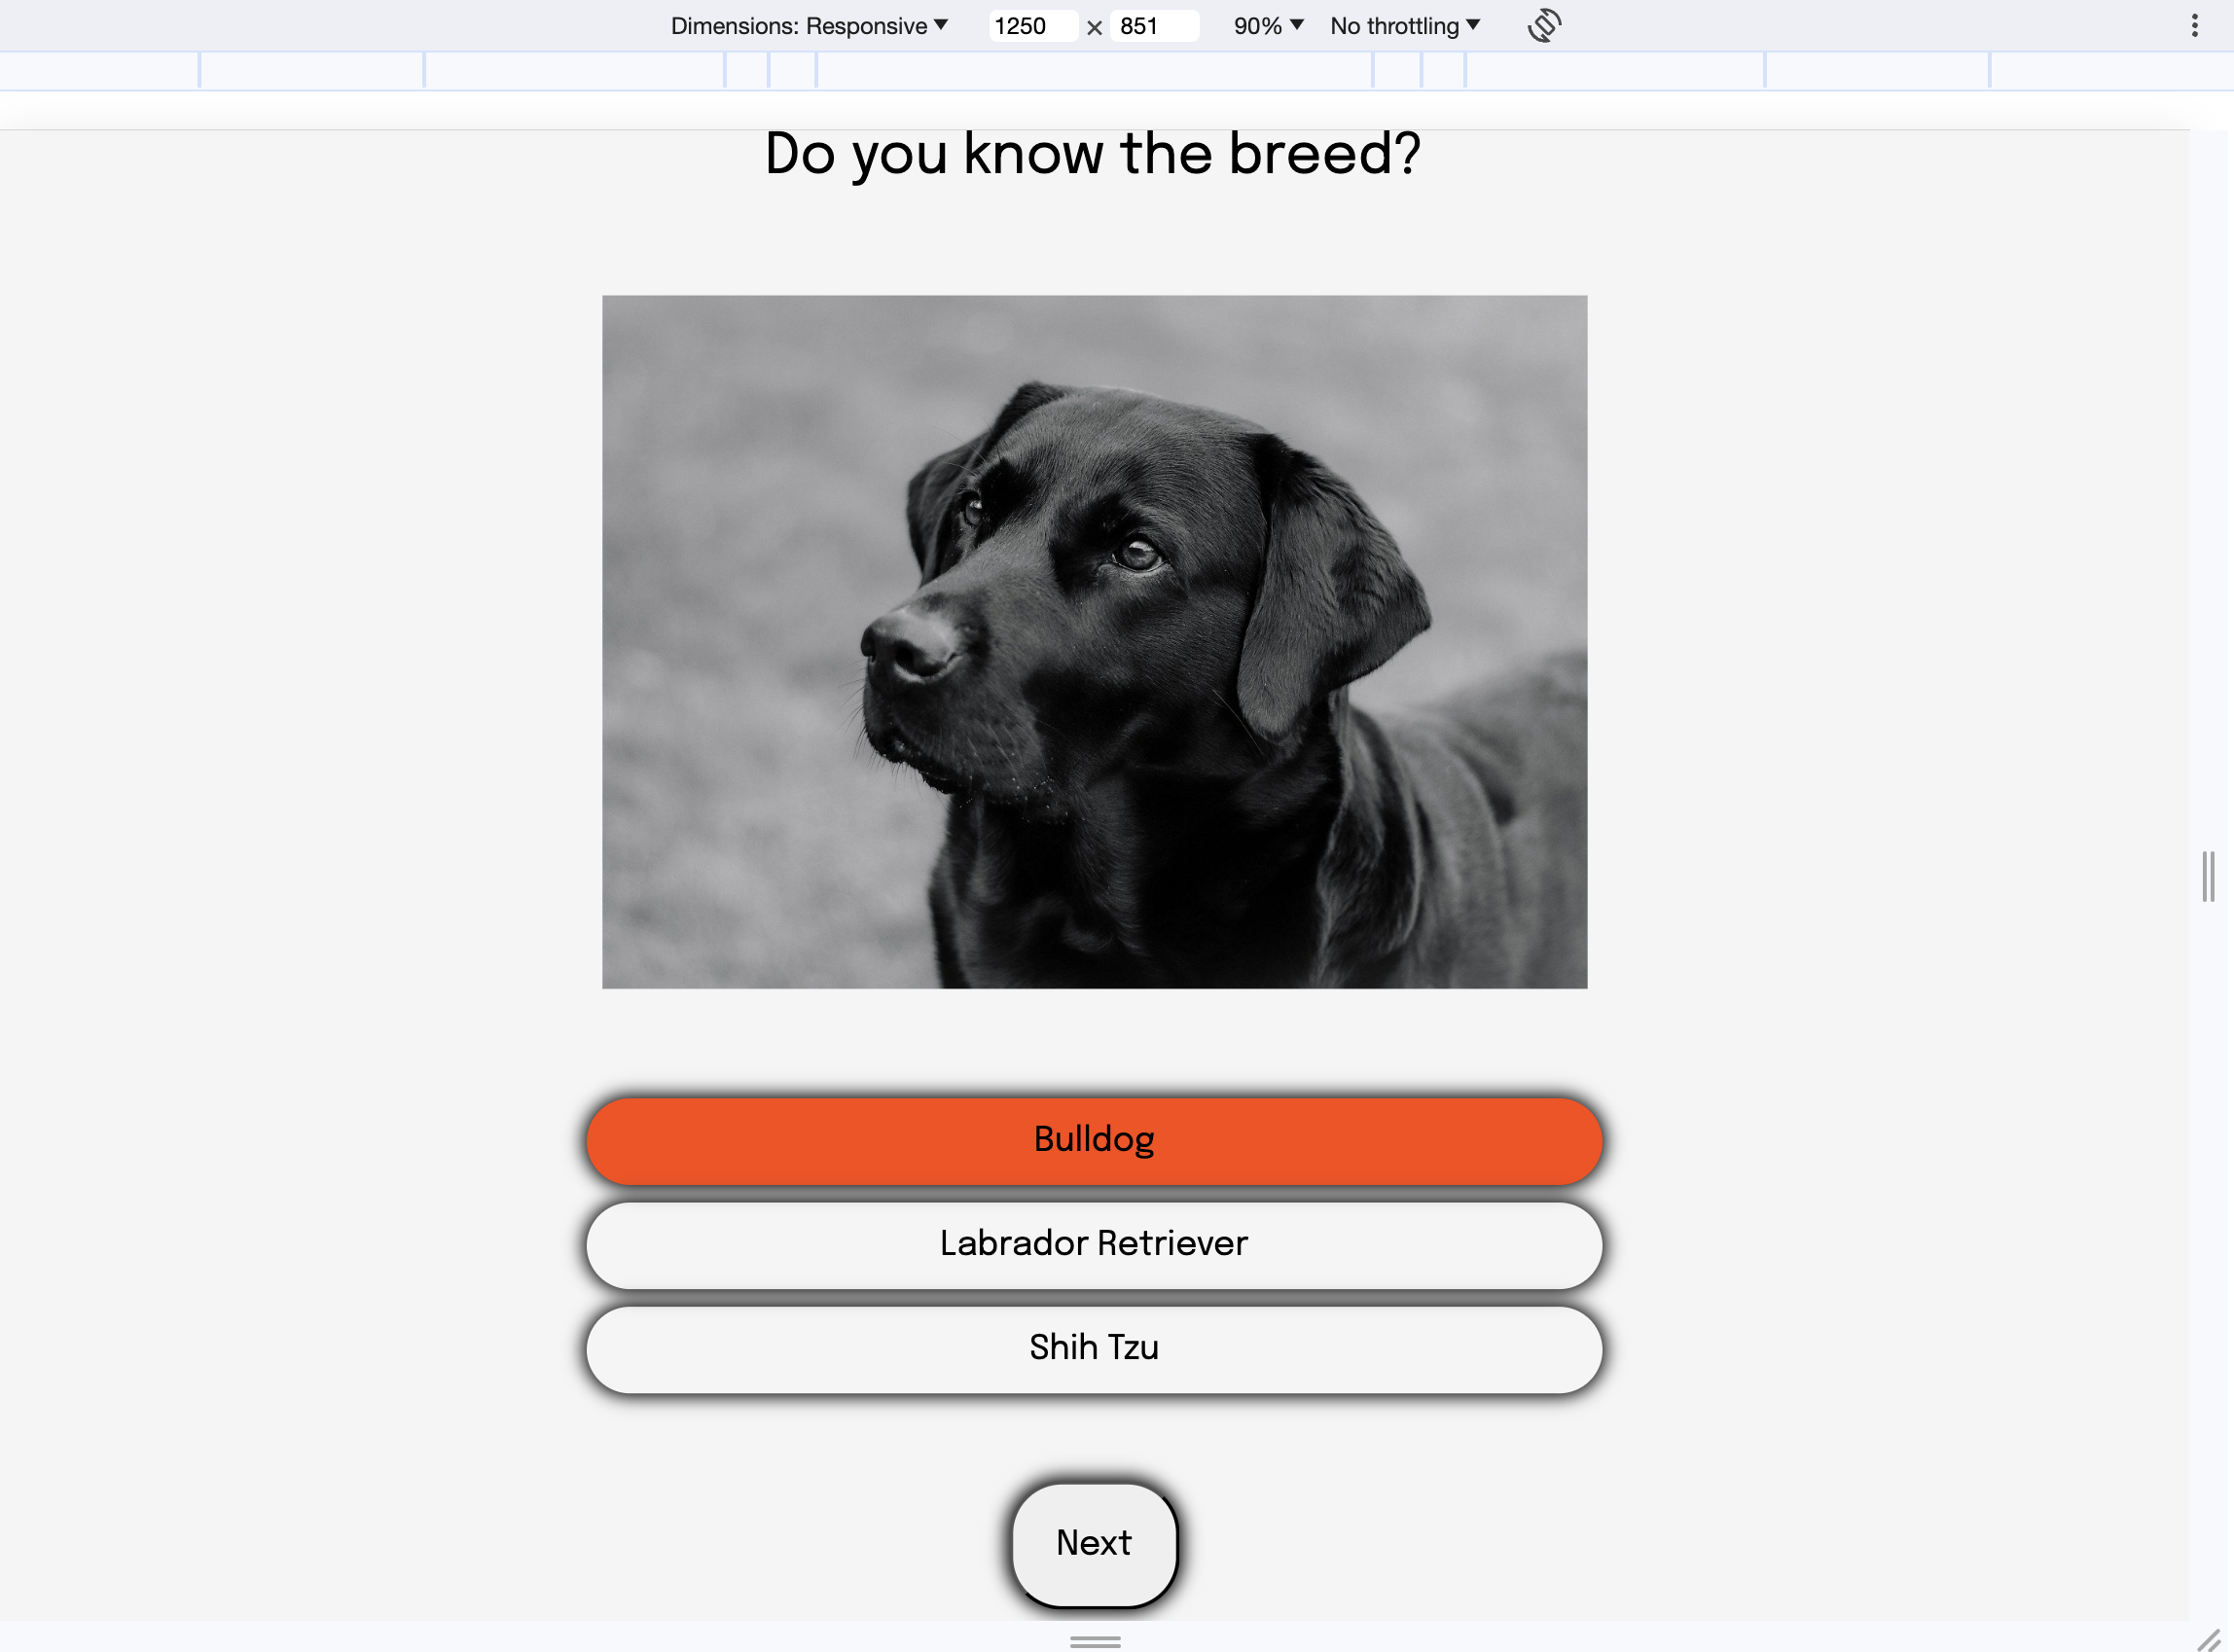 Dimensions: Responsive 1250 × 851 90% No throttling
Do you know the breed?
Bulldog
Labrador Retriever
Shih Tzu
Next